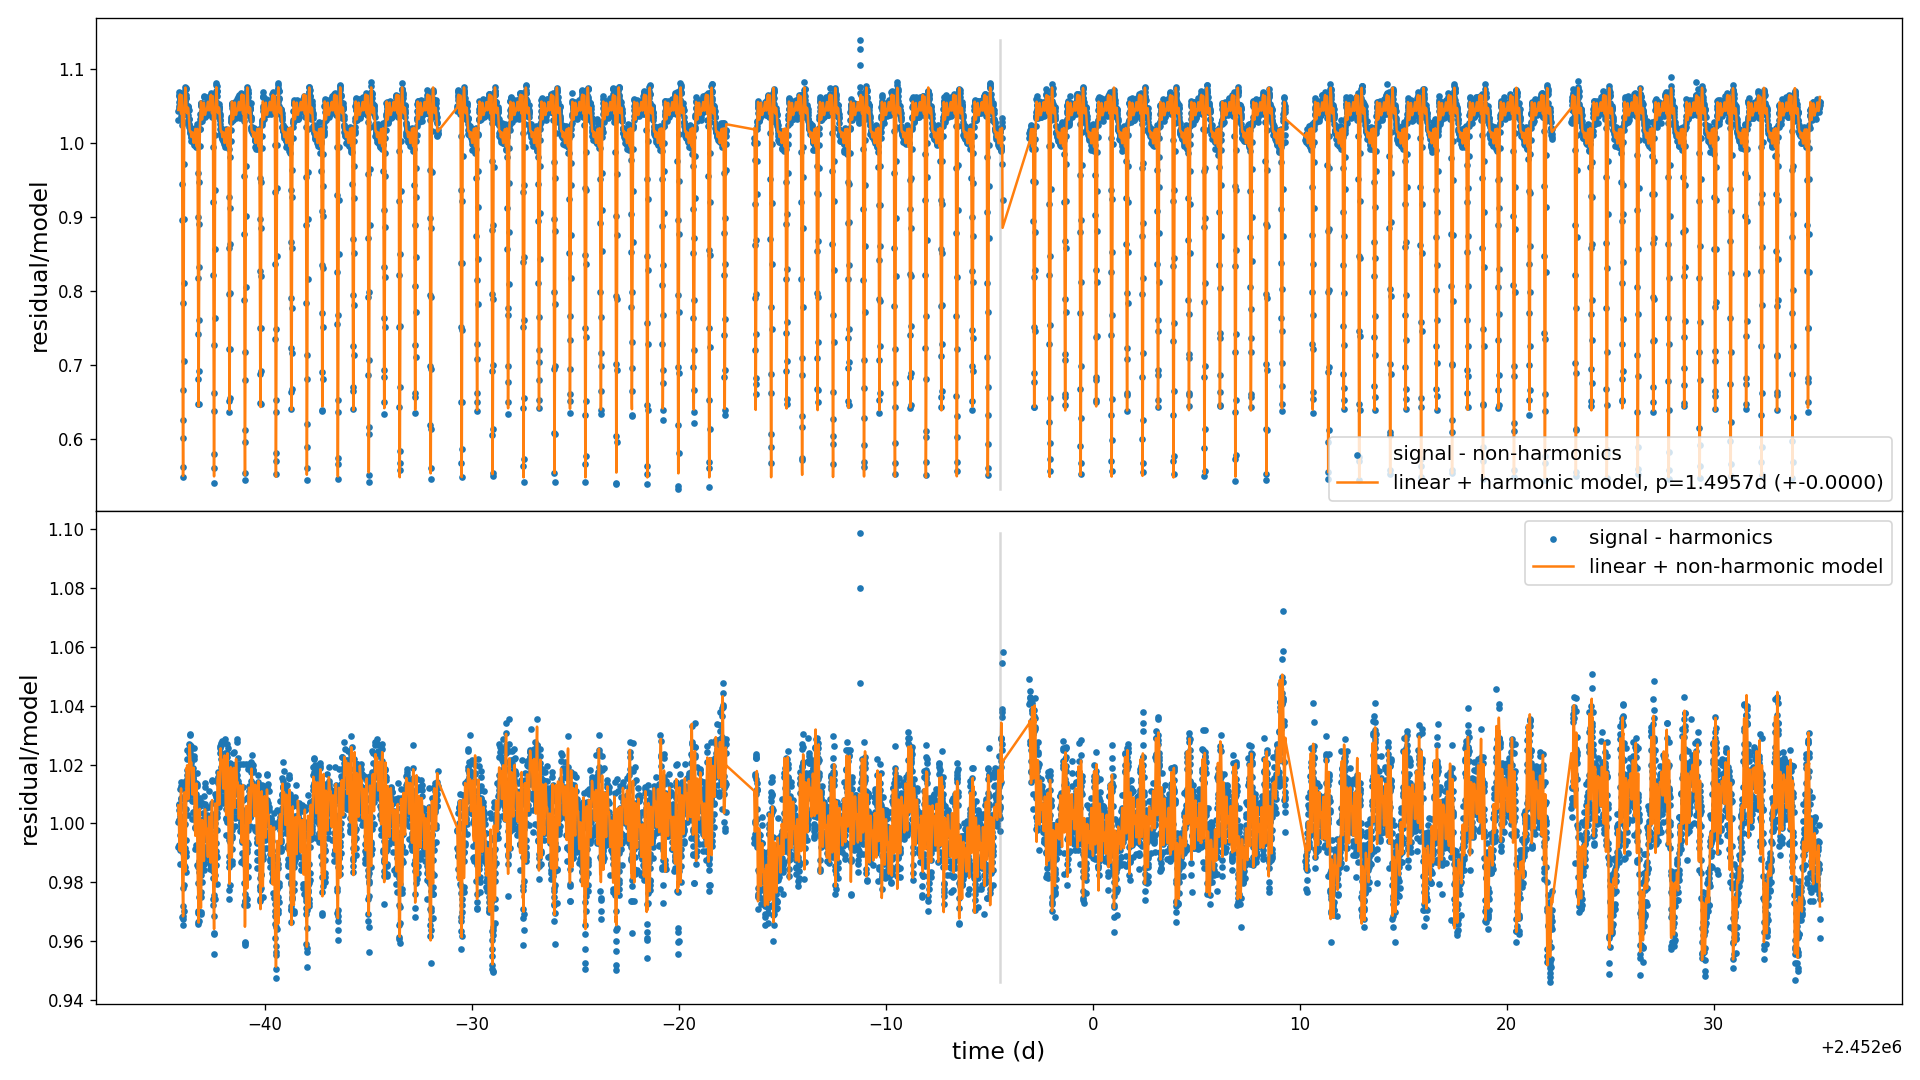 1.1
1.0
0.9
0.8
0.7
0.6
residual/model
signal - non-harmonics
linear + harmonic model, p=1.4957d (+-0.0000)
1.10
1.08
1.06
1.04
1.02
1.00
0.98
0.96
0.94
residual/model
signal - harmonics
linear + non-harmonic model
−40
−30
−20
−10
0
10
20
30
time (d)
+2.452e6